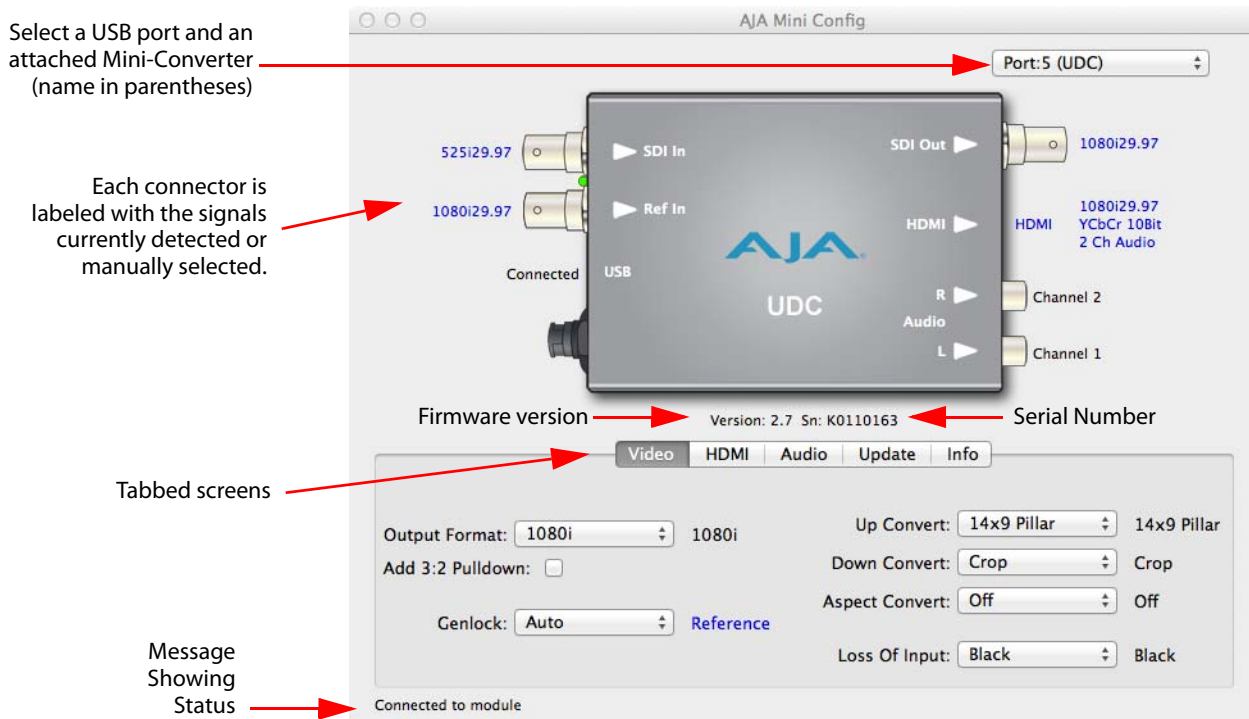 AJA Mini Config
Select a USB port and an
attached Mini-Converter
(name in parentheses)
Port:5 (UDC)
525i29.97
SDI In
SDI Out
1080i29.97
Each connector is
labeled with the signals
currently detected or
manually selected.
1080i29.97
Ref In
HDMI
HDMI
1080i29.97
YCbCr 10Bit
2 Ch Audio
AJA
Connected
USB
UDC
R
Channel 2
Audio
L
Channel 1
Firmware version
Version: 2.7 Sn: K0110163
Serial Number
Video
HDMI
Audio
Update
Info
Tabbed screens
Output Format:
1080i
1080i
Add 3:2 Pulldown:
Genlock:
Auto
Reference
Up Convert:
14x9 Pillar
14x9 Pillar
Down Convert:
Crop
Crop
Aspect Convert:
Off
Off
Loss Of Input:
Black
Black
Message
Showing
Status
Connected to module